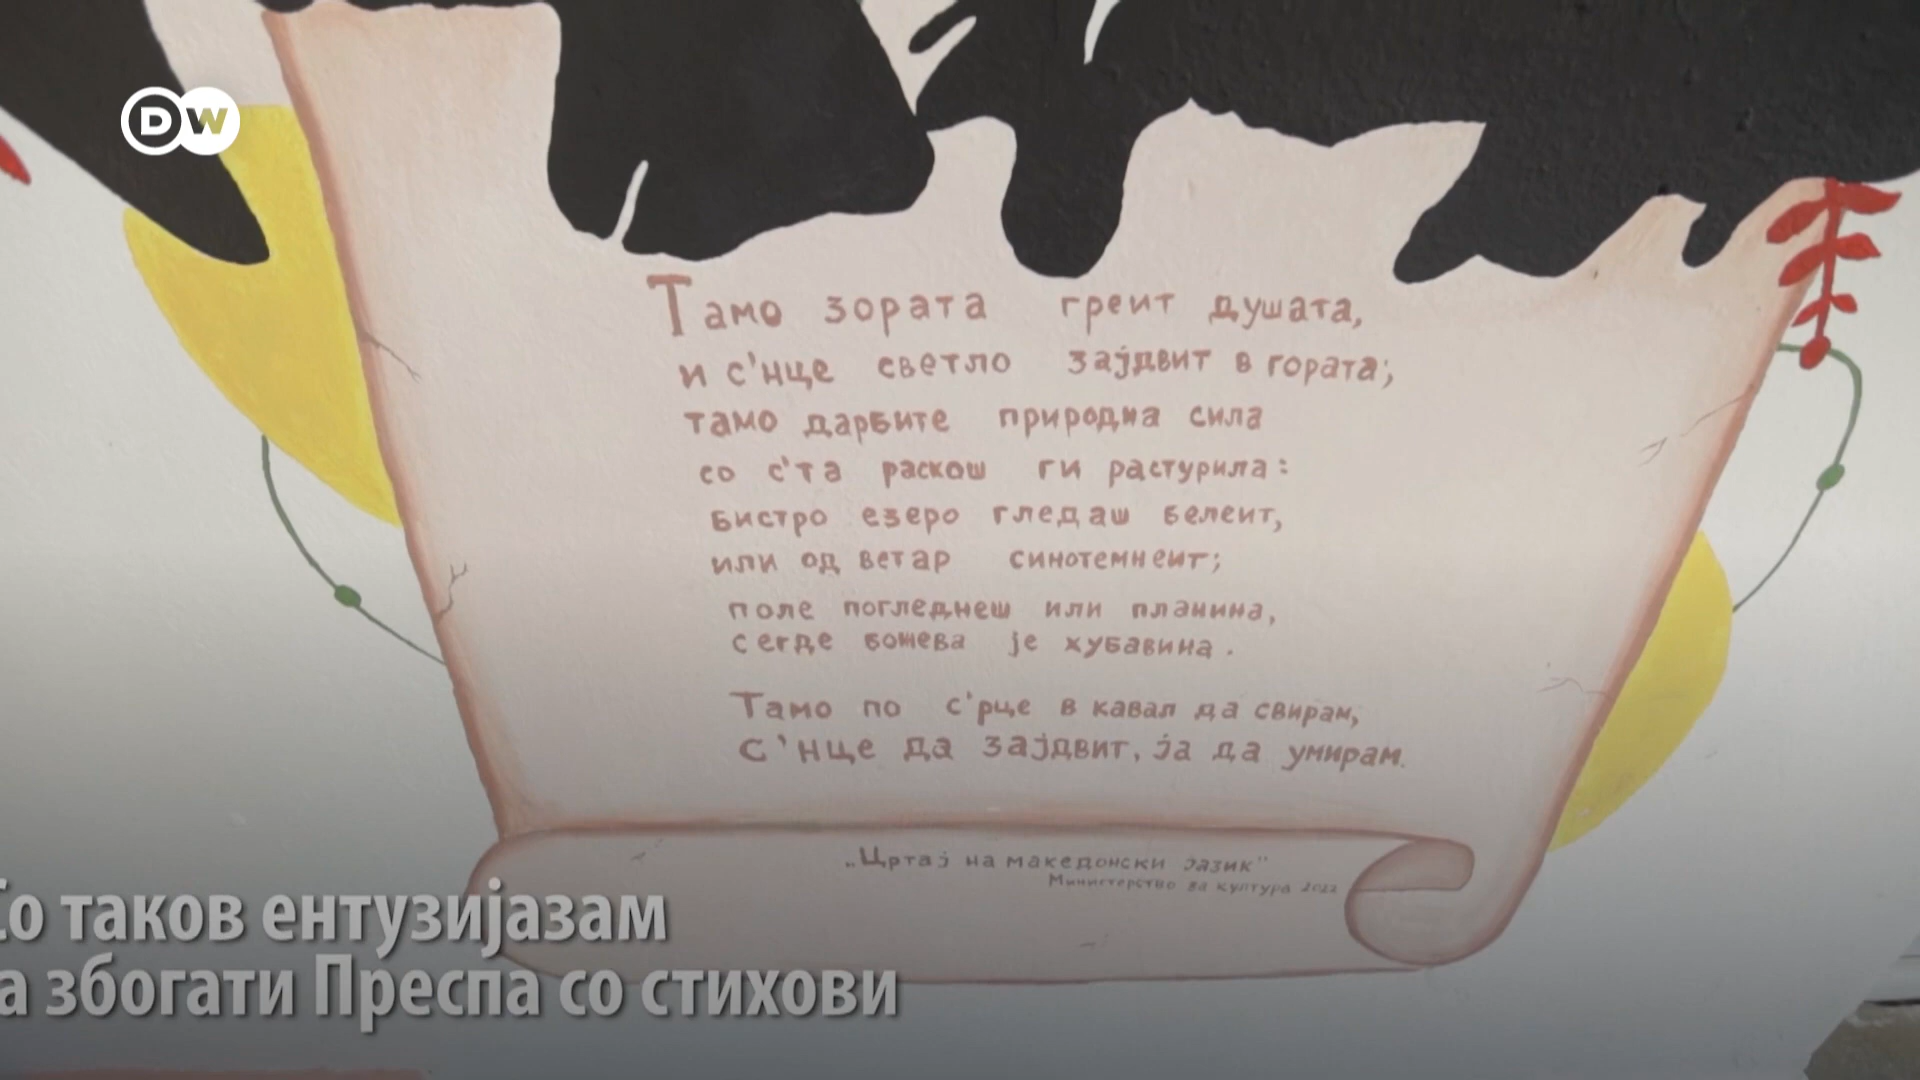 DW
Тамо зората греит душата,
и с'нце светло зајдвит в гората;
тамо дарбите природна сила
со с'та раскош ги растурила:
бистро езеро гледаш белеит,
или од ветар синотемнеит;
поле погледнеш или планина,
сегде божева је хубавина.
Тамо по с'рце в кавал да свирам,
с'нце да зајдвит, ја да умирам.
„Цртај на македонски јазик"
Министерство за култура 2022
Со таков ентузијазам
збогати Преспа со стихови